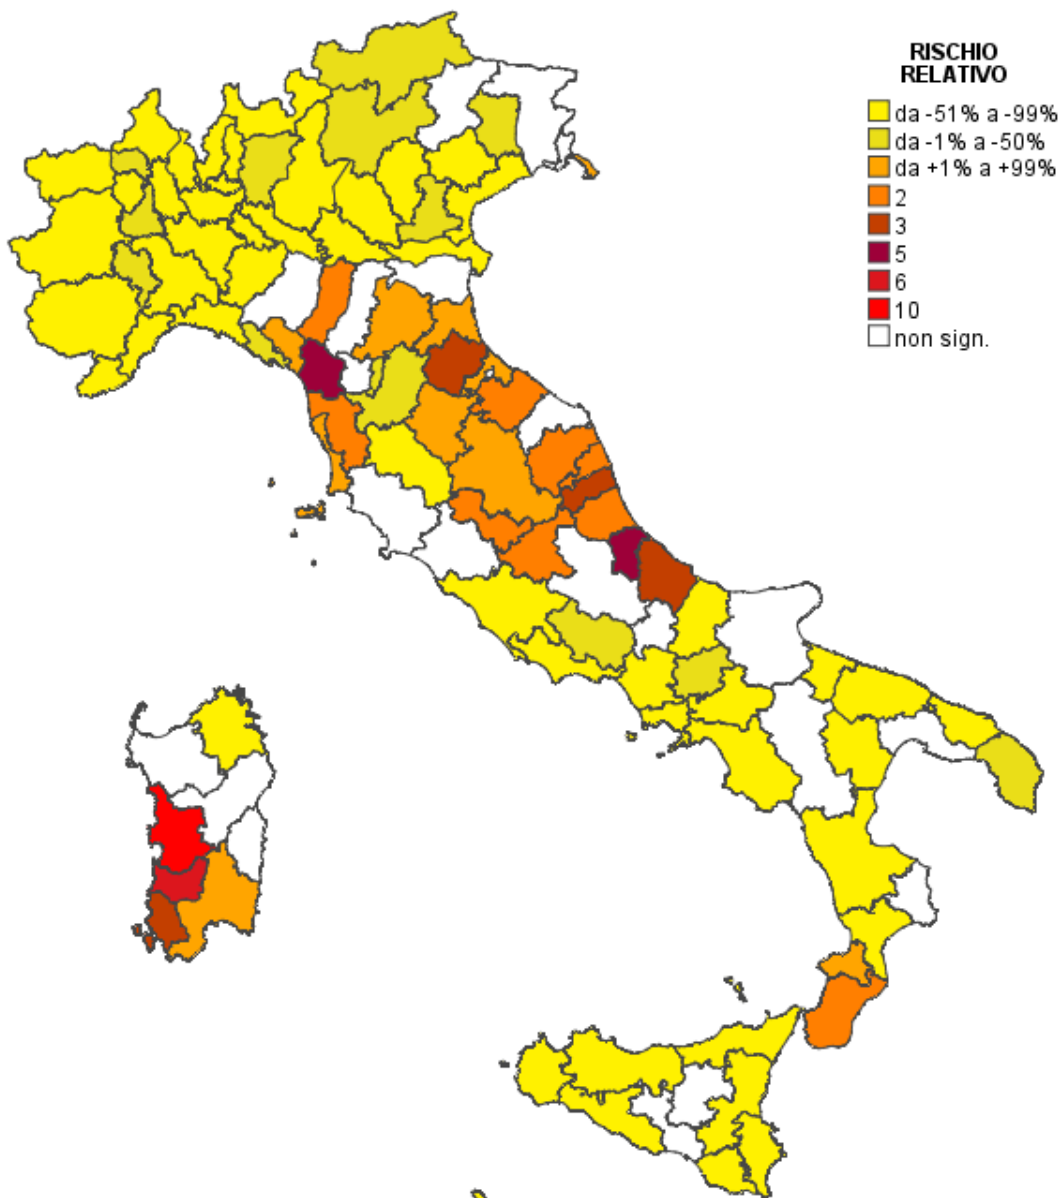 RISCHIO
RELATIVO
da -51% a -99%
da -1% a -50%
da +1% a +99%
2
3
5
6
10
non sign.